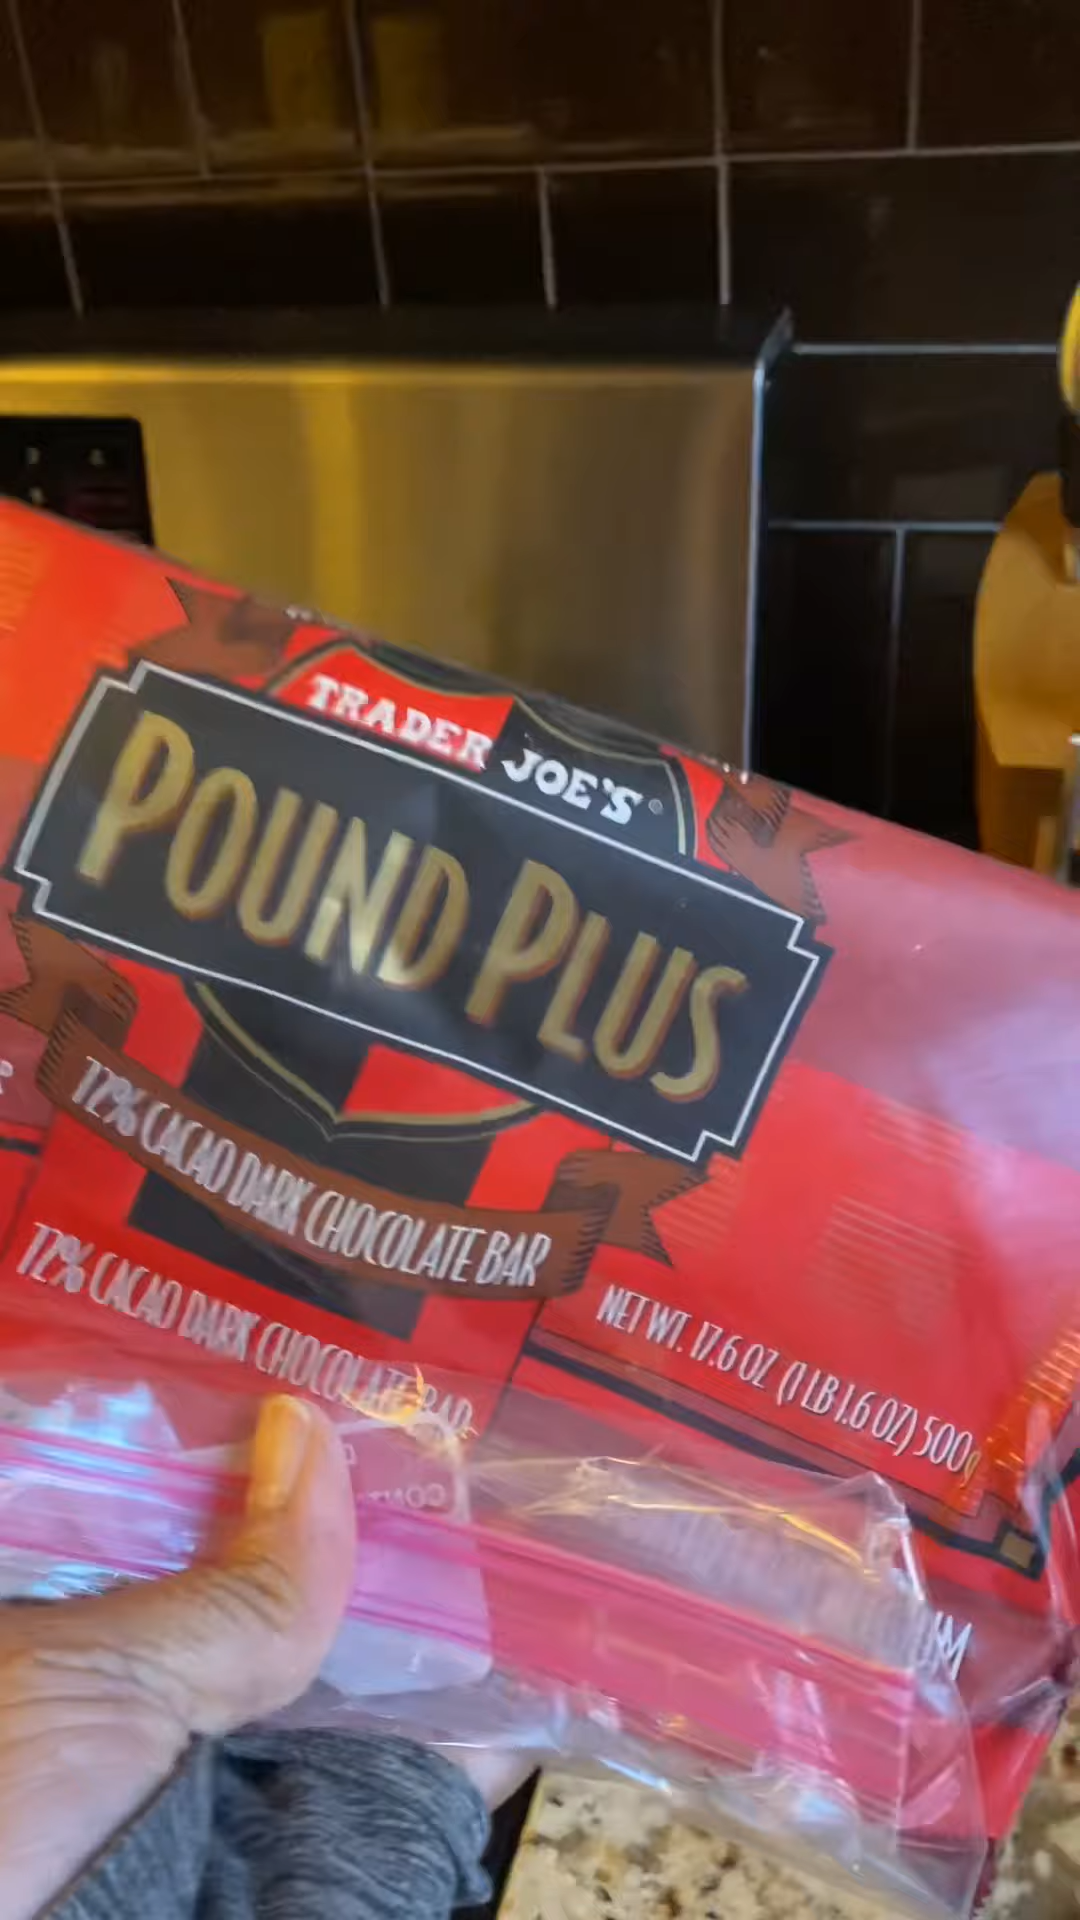 TRADER JOE'S
POUND PLUS
72% CACAO DARK CHOCOLATE BAR
72% CACAO DARK CHOCOLATE BAR
NET WT. 17.6 OZ (1 LB 1.6 OZ) 500g